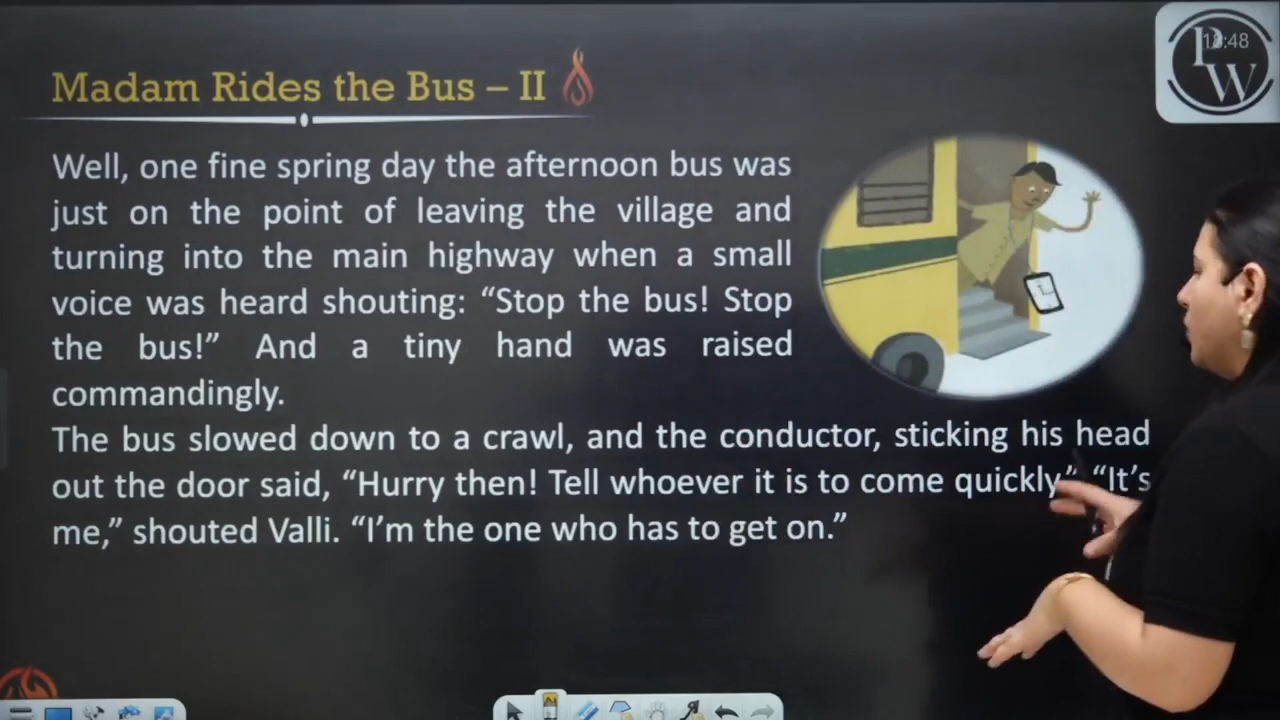 Madam Rides the Bus – II
Well, one fine spring day the afternoon bus was
just on the point of leaving the village and
turning into the main highway when a small
voice was heard shouting: “Stop the bus! Stop
the bus!” And a tiny hand was raised
commandingly.
The bus slowed down to a crawl, and the conductor, sticking his head
out the door said, “Hurry then! Tell whoever it is to come quickly” “It’s
me,” shouted Valli. “I’m the one who has to get on.”
PW
:48